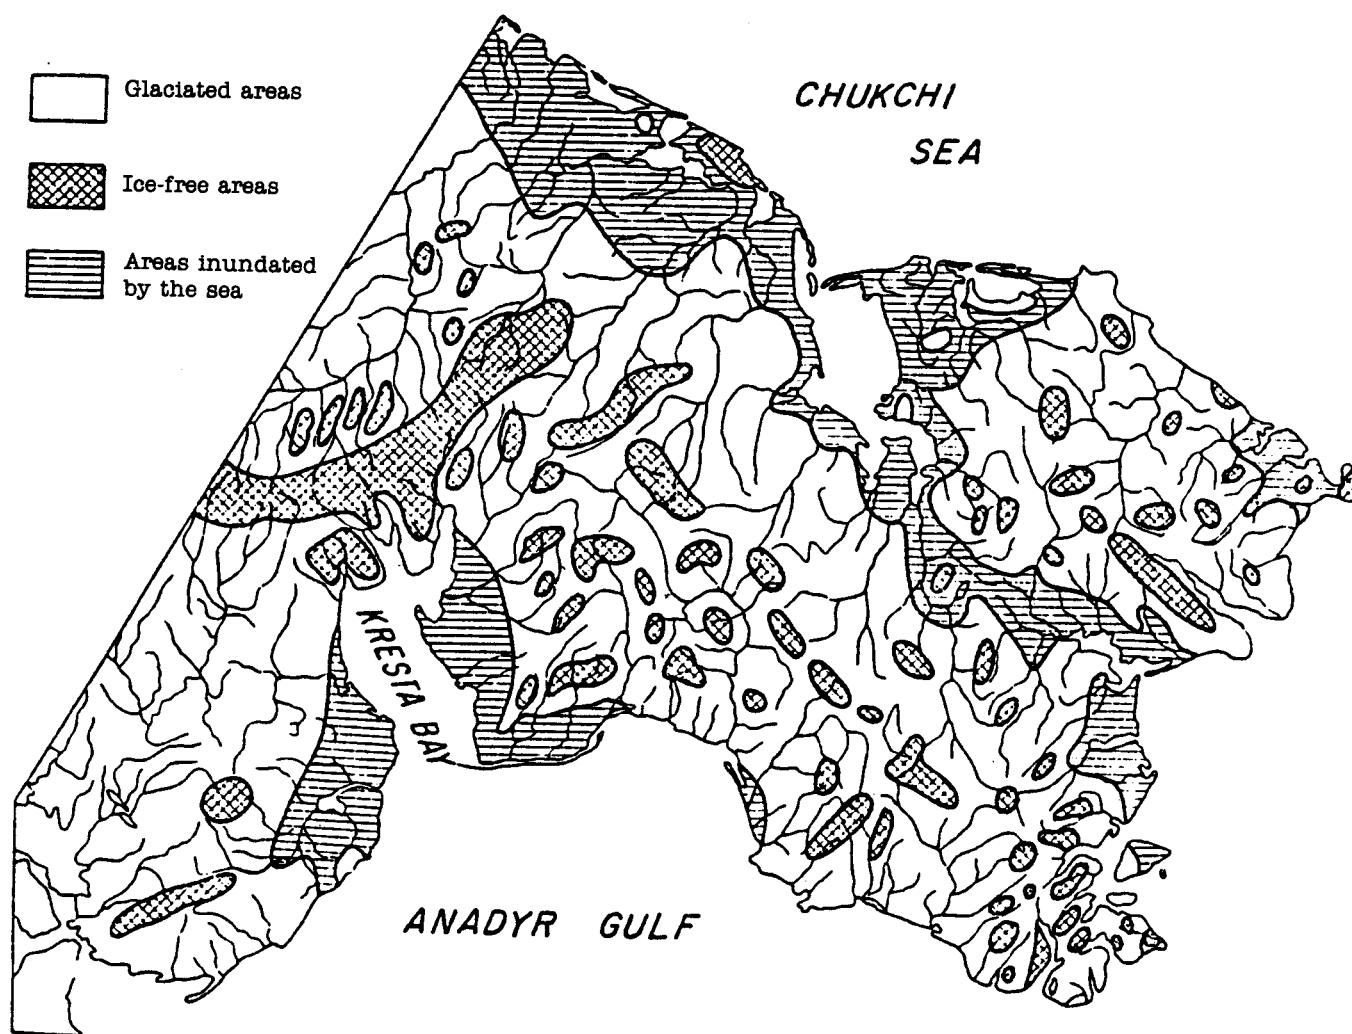 Glaciated areas
Ice-free areas
Areas inundated
by the sea
CHUKCHI
SEA
KRESTA BAY
ANADYR GULF